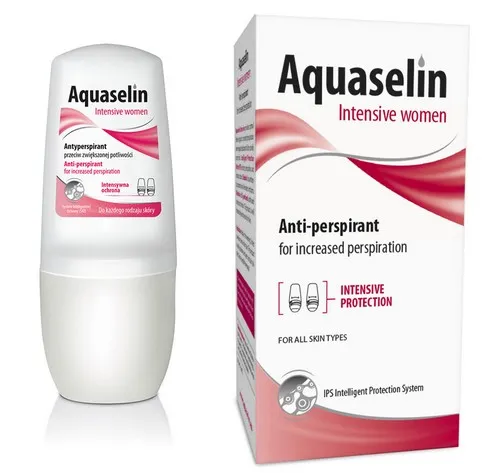 Aquaselin
Intensive women
Antyperspirant
przeciw zwiększonej potliwości
Anti-perspirant
for increased perspiration
Intensywna
ochrona
Do każdego rodzaju skóry
Aquaselin
Intensive women
Anti-perspirant
for increased perspiration
INTENSIVE
PROTECTION
FOR ALL SKIN TYPES
IPS Intelligent Protection System